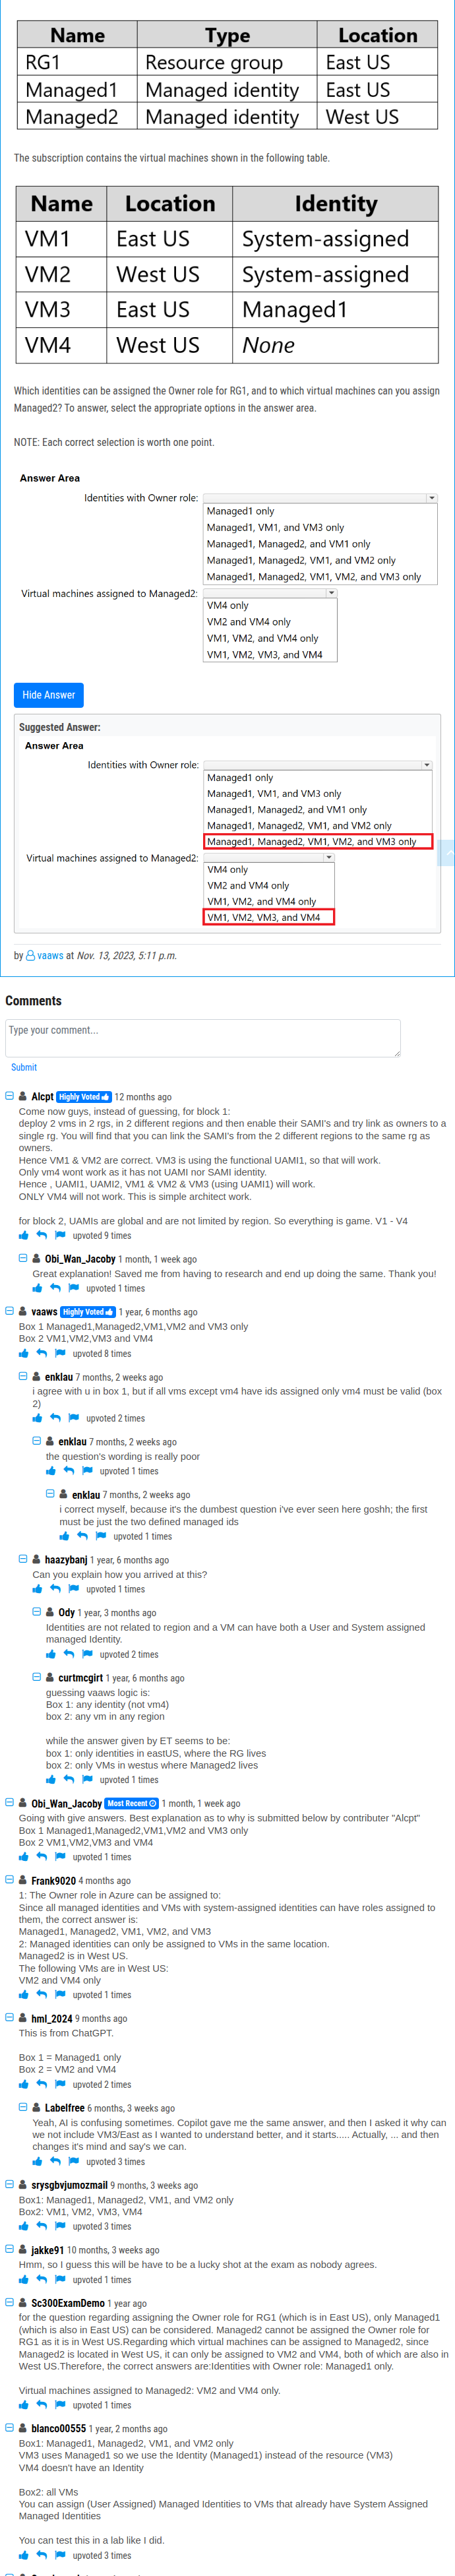 Name Type Location
RG1 Resource group East US
Managed1 Managed identity East US
Managed2 Managed identity West US
The subscription contains the virtual machines shown in the following table.
Name Location Identity
VM1 East US System-assigned
VM2 West US System-assigned
VM3 East US Managed1
VM4 West US None
Which identities can be assigned the Owner role for RG1, and to which virtual machines can you assign
Managed2? To answer, select the appropriate options in the answer area.
NOTE: Each correct selection is worth one point.
Answer Area
Identities with Owner role:
Managed1 only
Managed1, VM1, and VM3 only
Managed1, Managed2, and VM1 only
Managed1, Managed2, VM1, and VM2 only
Managed1, Managed2, VM1, VM2, and VM3 only
Virtual machines assigned to Managed2:
VM4 only
VM2 and VM4 only
VM1, VM2, and VM4 only
VM1, VM2, VM3, and VM4
Hide Answer
Suggested Answer:
Answer Area
Identities with Owner role:
Managed1 only
Managed1, VM1, and VM3 only
Managed1, Managed2, and VM1 only
Managed1, Managed2, VM1, and VM2 only
Managed1, Managed2, VM1, VM2, and VM3 only
Virtual machines assigned to Managed2:
VM4 only
VM2 and VM4 only
VM1, VM2, and VM4 only
VM1, VM2, VM3, and VM4
by vaaws at Nov. 13, 2023, 5:11 p.m.
Comments
Type your comment...
Submit
Alcpt Highly Voted 12 months ago
Come now guys, instead of guessing, for block 1:
deploy 2 vms in 2 rgs, in 2 different regions and then enable their SAMI's and try link as owners to a
single rg. You will find that you can link the SAMI's from the 2 different regions to the same rg as
owners.
Hence VM1 & VM2 are correct. VM3 is using the functional UAMI1, so that will work.
Only vm4 wont work as it has not UAMI nor SAMI identity.
Hence , UAMI1, UAMI2, VM1 & VM2 & VM3 (using UAMI1) will work.
ONLY VM4 will not work. This is simple architect work.
for block 2, UAMIs are global and are not limited by region. So everything is game. V1 - V4
upvoted 9 times
Obi_Wan_Jacoby 1 month, 1 week ago
Great explanation! Saved me from having to research and end up doing the same. Thank you!
upvoted 1 times
vaaws Highly Voted 1 year, 6 months ago
Box 1 Managed1,Managed2,VM1,VM2 and VM3 only
Box 2 VM1,VM2,VM3 and VM4
upvoted 8 times
enklau 7 months, 2 weeks ago
i agree with u in box 1, but if all vms except vm4 have ids assigned only vm4 must be valid (box
2)
upvoted 2 times
enklau 7 months, 2 weeks ago
the question's wording is really poor
upvoted 1 times
enklau 7 months, 2 weeks ago
i correct myself, because it's the dumbest question i've ever seen here goshh; the first
must be just the two defined managed ids
upvoted 1 times
haazybanj 1 year, 6 months ago
Can you explain how you arrived at this?
upvoted 1 times
Ody 1 year, 3 months ago
Identities are not related to region and a VM can have both a User and System assigned
managed Identity.
upvoted 2 times
curtmcgirt 1 year, 6 months ago
guessing vaaws logic is:
Box 1: any identity (not vm4)
box 2: any vm in any region
while the answer given by ET seems to be:
box 1: only identities in eastUS, where the RG lives
box 2: only VMs in westus where Managed2 lives
upvoted 1 times
Obi_Wan_Jacoby Most Recent 1 month, 1 week ago
Going with give answers. Best explanation as to why is submitted below by contributer "Alcpt"
Box 1 Managed1,Managed2,VM1,VM2 and VM3 only
Box 2 VM1,VM2,VM3 and VM4
upvoted 1 times
Frank9020 4 months ago
1: The Owner role in Azure can be assigned to:
Since all managed identities and VMs with system-assigned identities can have roles assigned to
them, the correct answer is:
Managed1, Managed2, VM1, VM2, and VM3
2: Managed identities can only be assigned to VMs in the same location.
Managed2 is in West US.
The following VMs are in West US:
VM2 and VM4 only
upvoted 1 times
hml_2024 9 months ago
This is from ChatGPT.
Box 1 = Managed1 only
Box 2 = VM2 and VM4
upvoted 2 times
Labelfree 6 months, 3 weeks ago
Yeah, AI is confusing sometimes. Copilot gave me the same answer, and then I asked it why can
we not include VM3/East as I wanted to understand better, and it starts..... Actually, ... and then
changes it's mind and say's we can.
upvoted 3 times
srysgbvjumozmail 9 months, 3 weeks ago
Box1: Managed1, Managed2, VM1, and VM2 only
Box2: VM1, VM2, VM3, VM4
upvoted 3 times
jakke91 10 months, 3 weeks ago
Hmm, so I guess this will be have to be a lucky shot at the exam as nobody agrees.
upvoted 1 times
Sc300ExamDemo 1 year ago
for the question regarding assigning the Owner role for RG1 (which is in East US), only Managed1
(which is also in East US) can be considered. Managed2 cannot be assigned the Owner role for
RG1 as it is in West US.Regarding which virtual machines can be assigned to Managed2, since
Managed2 is located in West US, it can only be assigned to VM2 and VM4, both of which are also in
West US.Therefore, the correct answers are:Identities with Owner role: Managed1 only.
Virtual machines assigned to Managed2: VM2 and VM4 only.
upvoted 1 times
blanco00555 1 year, 2 months ago
Box1: Managed1, Managed2, VM1, and VM2 only
VM3 uses Managed1 so we use the Identity (Managed1) instead of the resource (VM3)
VM4 doesn't have an Identity
Box2: all VMs
You can assign (User Assigned) Managed Identities to VMs that already have System Assigned
Managed Identities
You can test this in a lab like I did.
upvoted 3 times